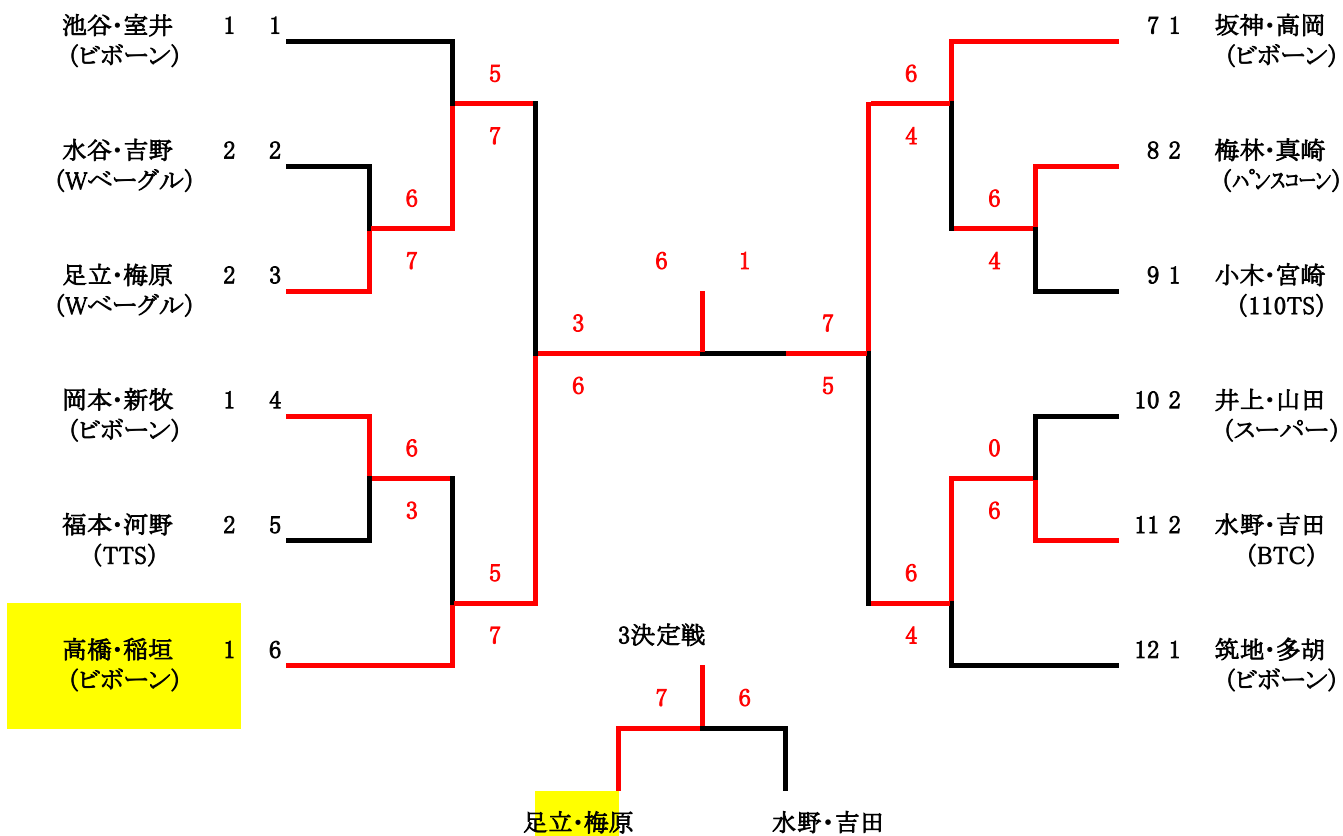 池谷・室井 1 1
(ビボーン)
5
7
水谷・吉野 2 2
(Wベーグル)
6
7
足立・梅原 2 3
(Wベーグル)
3
6
岡本・新牧 1 4
(ビボーン)
6
3
福本・河野 2 5
(TTS)
5
7
高橋・稲垣 1 6
(ビボーン)
6 1
7 1 坂神・高岡
(ビボーン)
6
4
8 2 梅林・真崎
(パンスコーン)
6
4
9 1 小木・宮崎
(110TS)
7
5
10 2 井上・山田
(スーパー)
0
6
11 2 水野・吉田
(BTC)
6
4
12 1 筑地・多胡
(ビボーン)
3決定戦
7 6
足立・梅原 水野・吉田